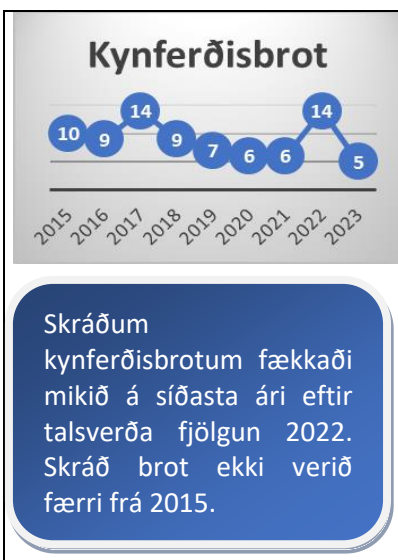 Kynferðisbrot
10
9
14
9
7
6
6
14
5
2015
2016
2017
2018
2019
2020
2021
2022
2023
Skráðum
kynferðisbrotum fækkaði
mikið á síðasta ári eftir
talsverða fjölgun 2022.
Skráð brot ekki verið
færri frá 2015.